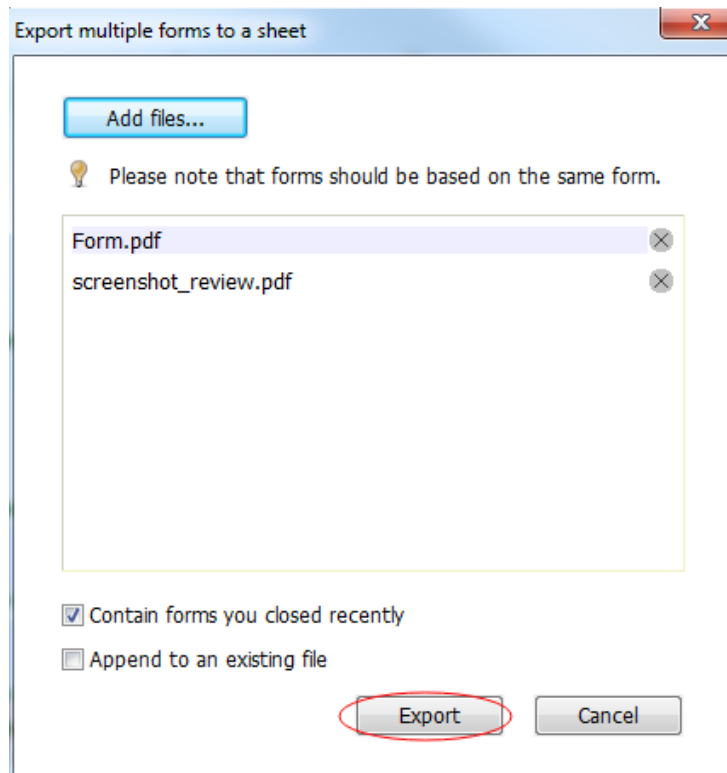 Export multiple forms to a sheet
Add files...
Please note that forms should be based on the same form.
Form.pdf
screenshot_review.pdf
Contain forms you closed recently
Append to an existing file
Export Cancel